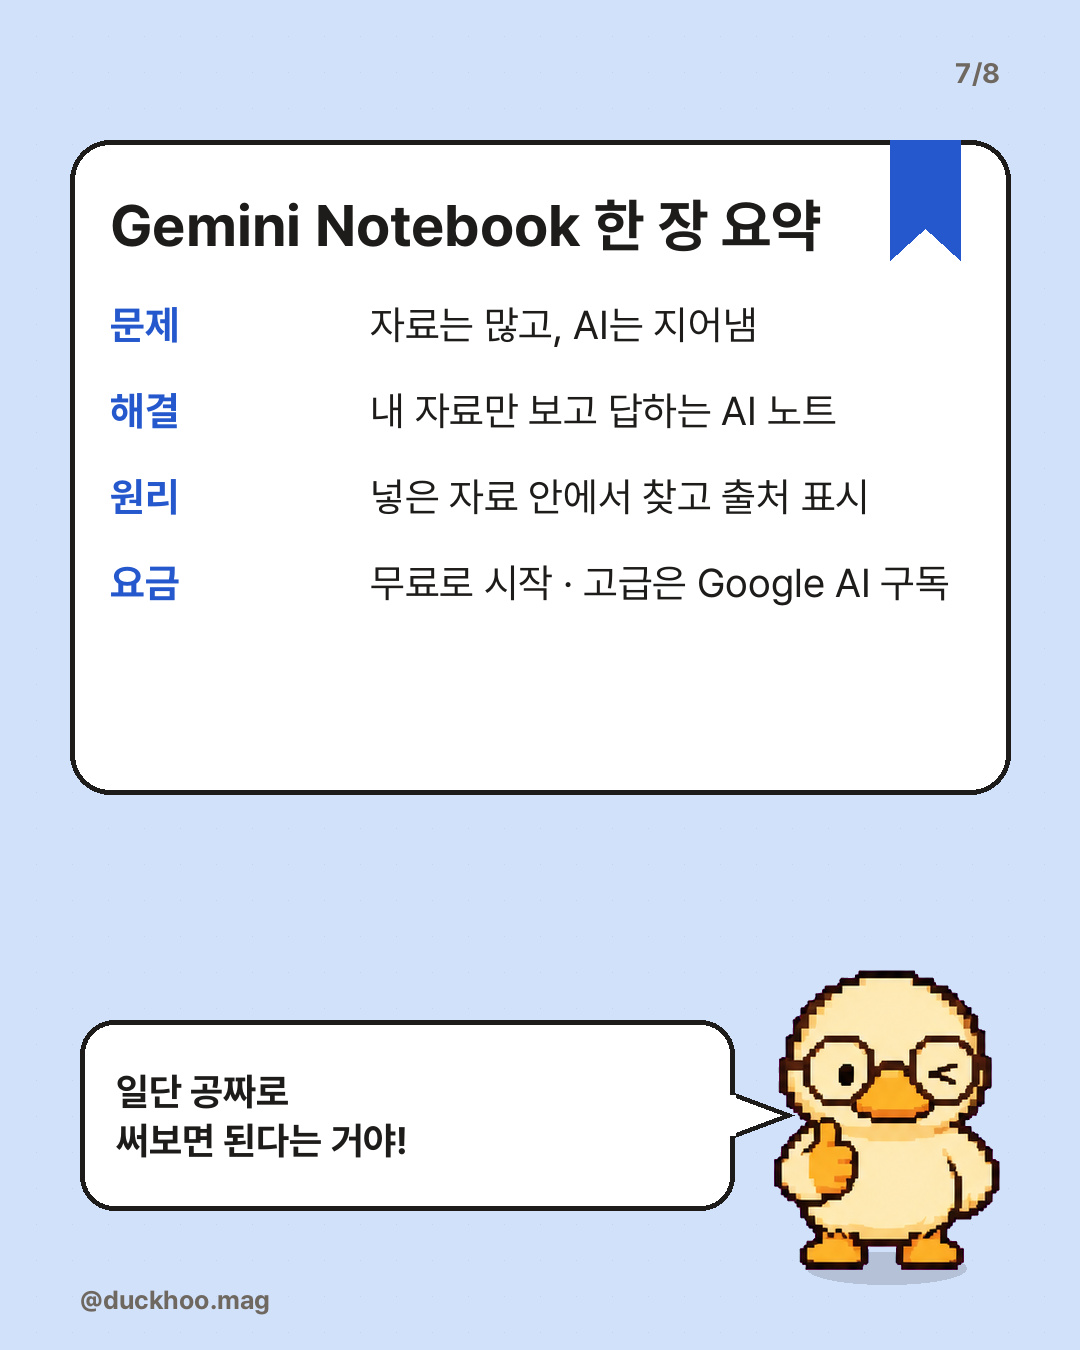 7/8
Gemini Notebook 한 장 요약
문제 자료는 많고, AI는 지어냄
해결 내 자료만 보고 답하는 AI 노트
원리 넣은 자료 안에서 찾고 출처 표시
요금 무료로 시작 · 고급은 Google AI 구독
일단 공짜로
써보면 된다는 거야!
@duckhoo.mag